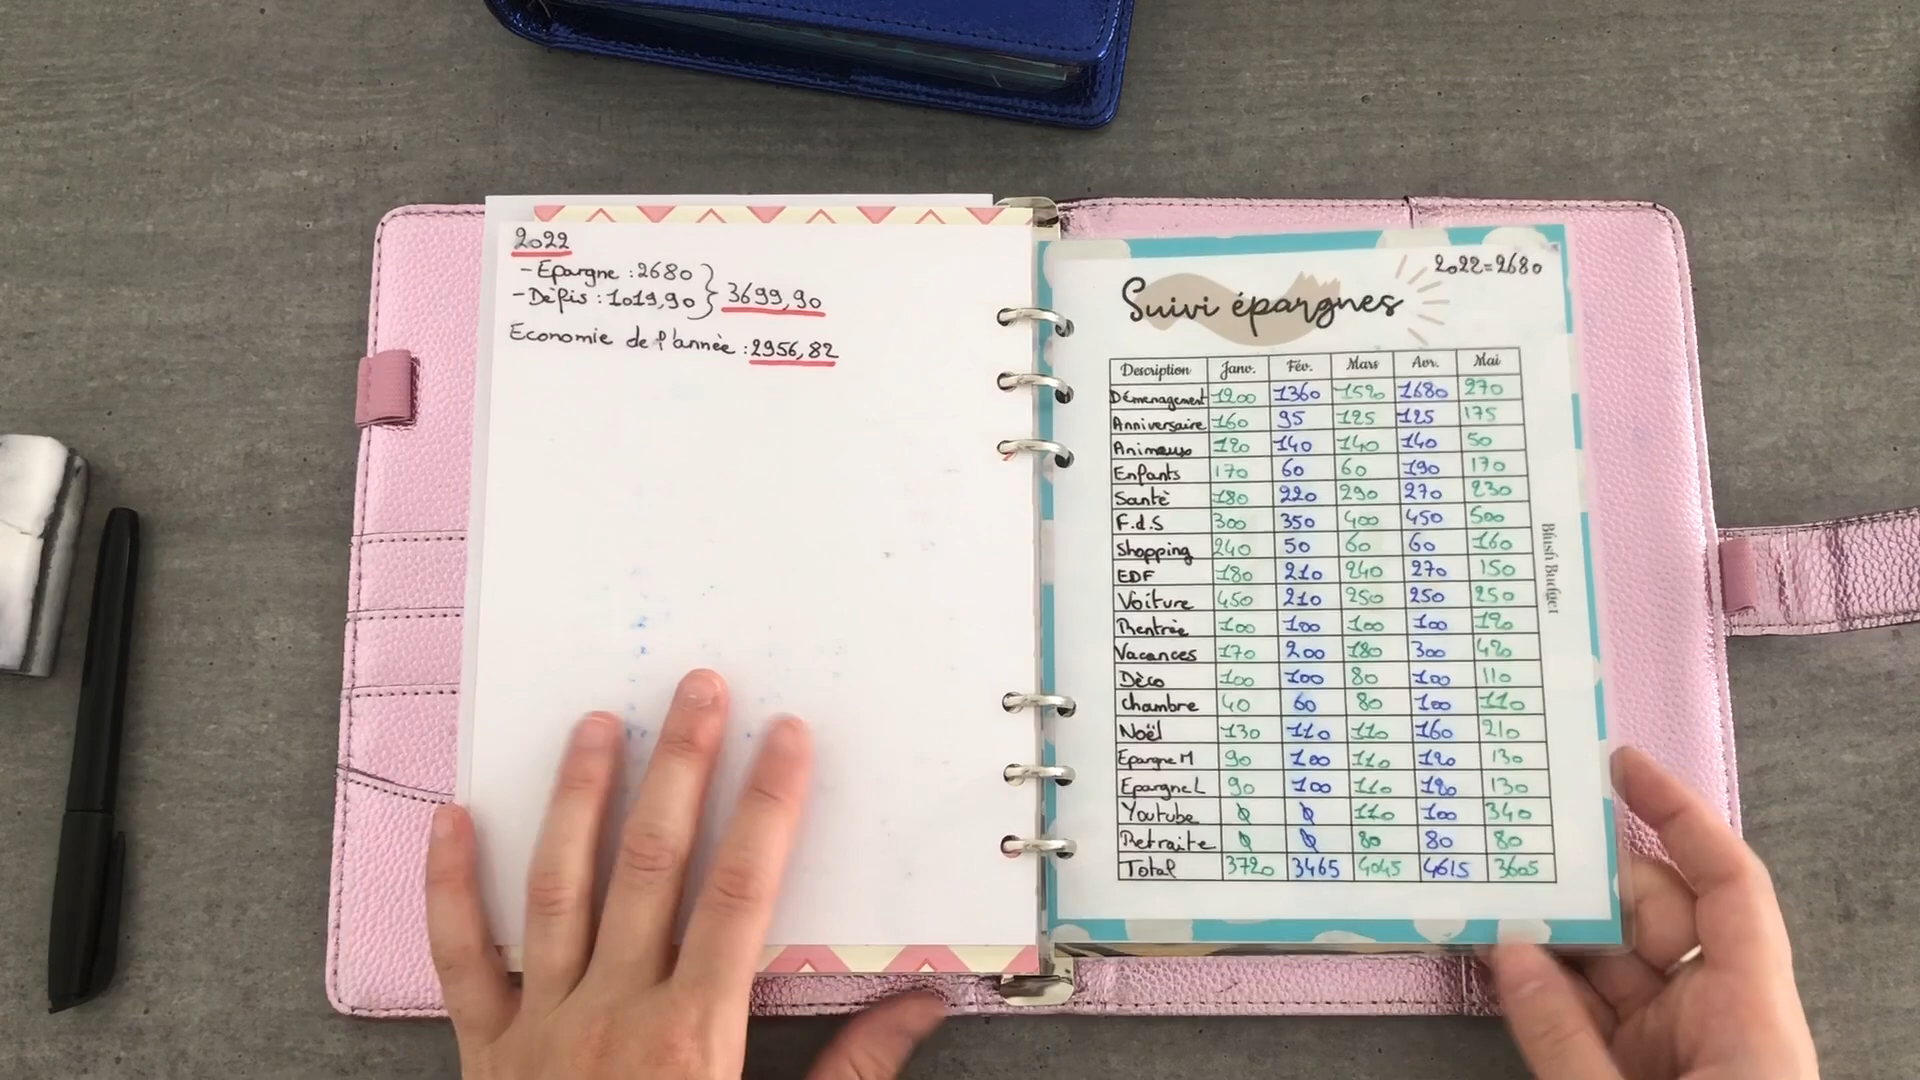 2022
- Epargne : 2680
- Défis : 1019,90
3699,90
Economie de l'année : 2956,82
2022=2680
Suivi épargnes
Description Janv. Fév. Mars Avr. Mai
Déménagement 1200 1360 1520 1680 270
Anniversaire 160 95 125 125 175
Animaux 120 140 140 140 50
Enfants 170 60 60 190 170
Santé 180 220 290 270 230
F.d.S 300 350 400 450 500
Shopping 240 50 60 60 160
EDF 180 210 240 270 150
Voiture 450 210 250 250 250
Rentrée 100 100 100 100 120
Vacances 170 200 180 300 420
Déco 100 100 80 100 110
Chambre 40 60 80 100 110
Noël 130 110 110 160 210
Epargne M 90 100 110 120 130
Epargne L 90 100 110 120 130
Youtube 0 0 110 100 340
Retraite 0 0 80 80 80
Total 3720 3465 4045 4615 3605
Blush Budget